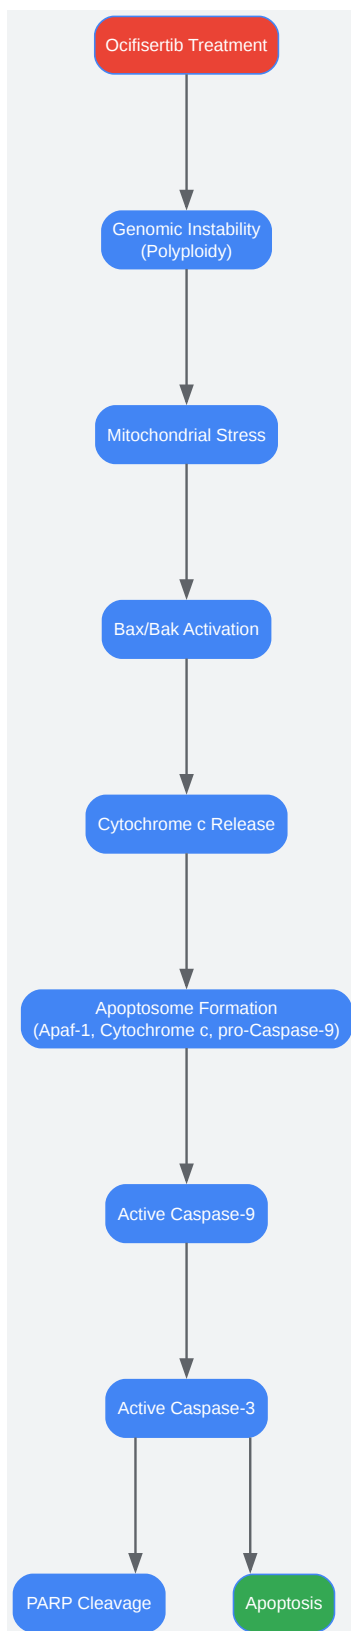 Ocifisertib Treatment
Genomic Instability
(Polyploidy)
Mitochondrial Stress
Bax/Bak Activation
Cytochrome c Release
Apoptosome Formation
(Apaf-1, Cytochrome c, pro-Caspase-9)
Active Caspase-9
Active Caspase-3
PARP Cleavage
Apoptosis